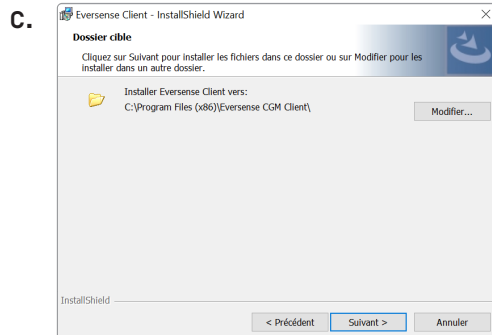 C.
Eversense Client - InstallShield Wizard
Dossier cible
Cliquez sur Suivant pour installer les fichiers dans ce dossier ou sur Modifier pour les
installer dans un autre dossier.
Installer Eversense Client vers:
C:\Program Files (x86)\Eversense CGM Client\
Modifier...
InstallShield
< Précédent
Suivant >
Annuler